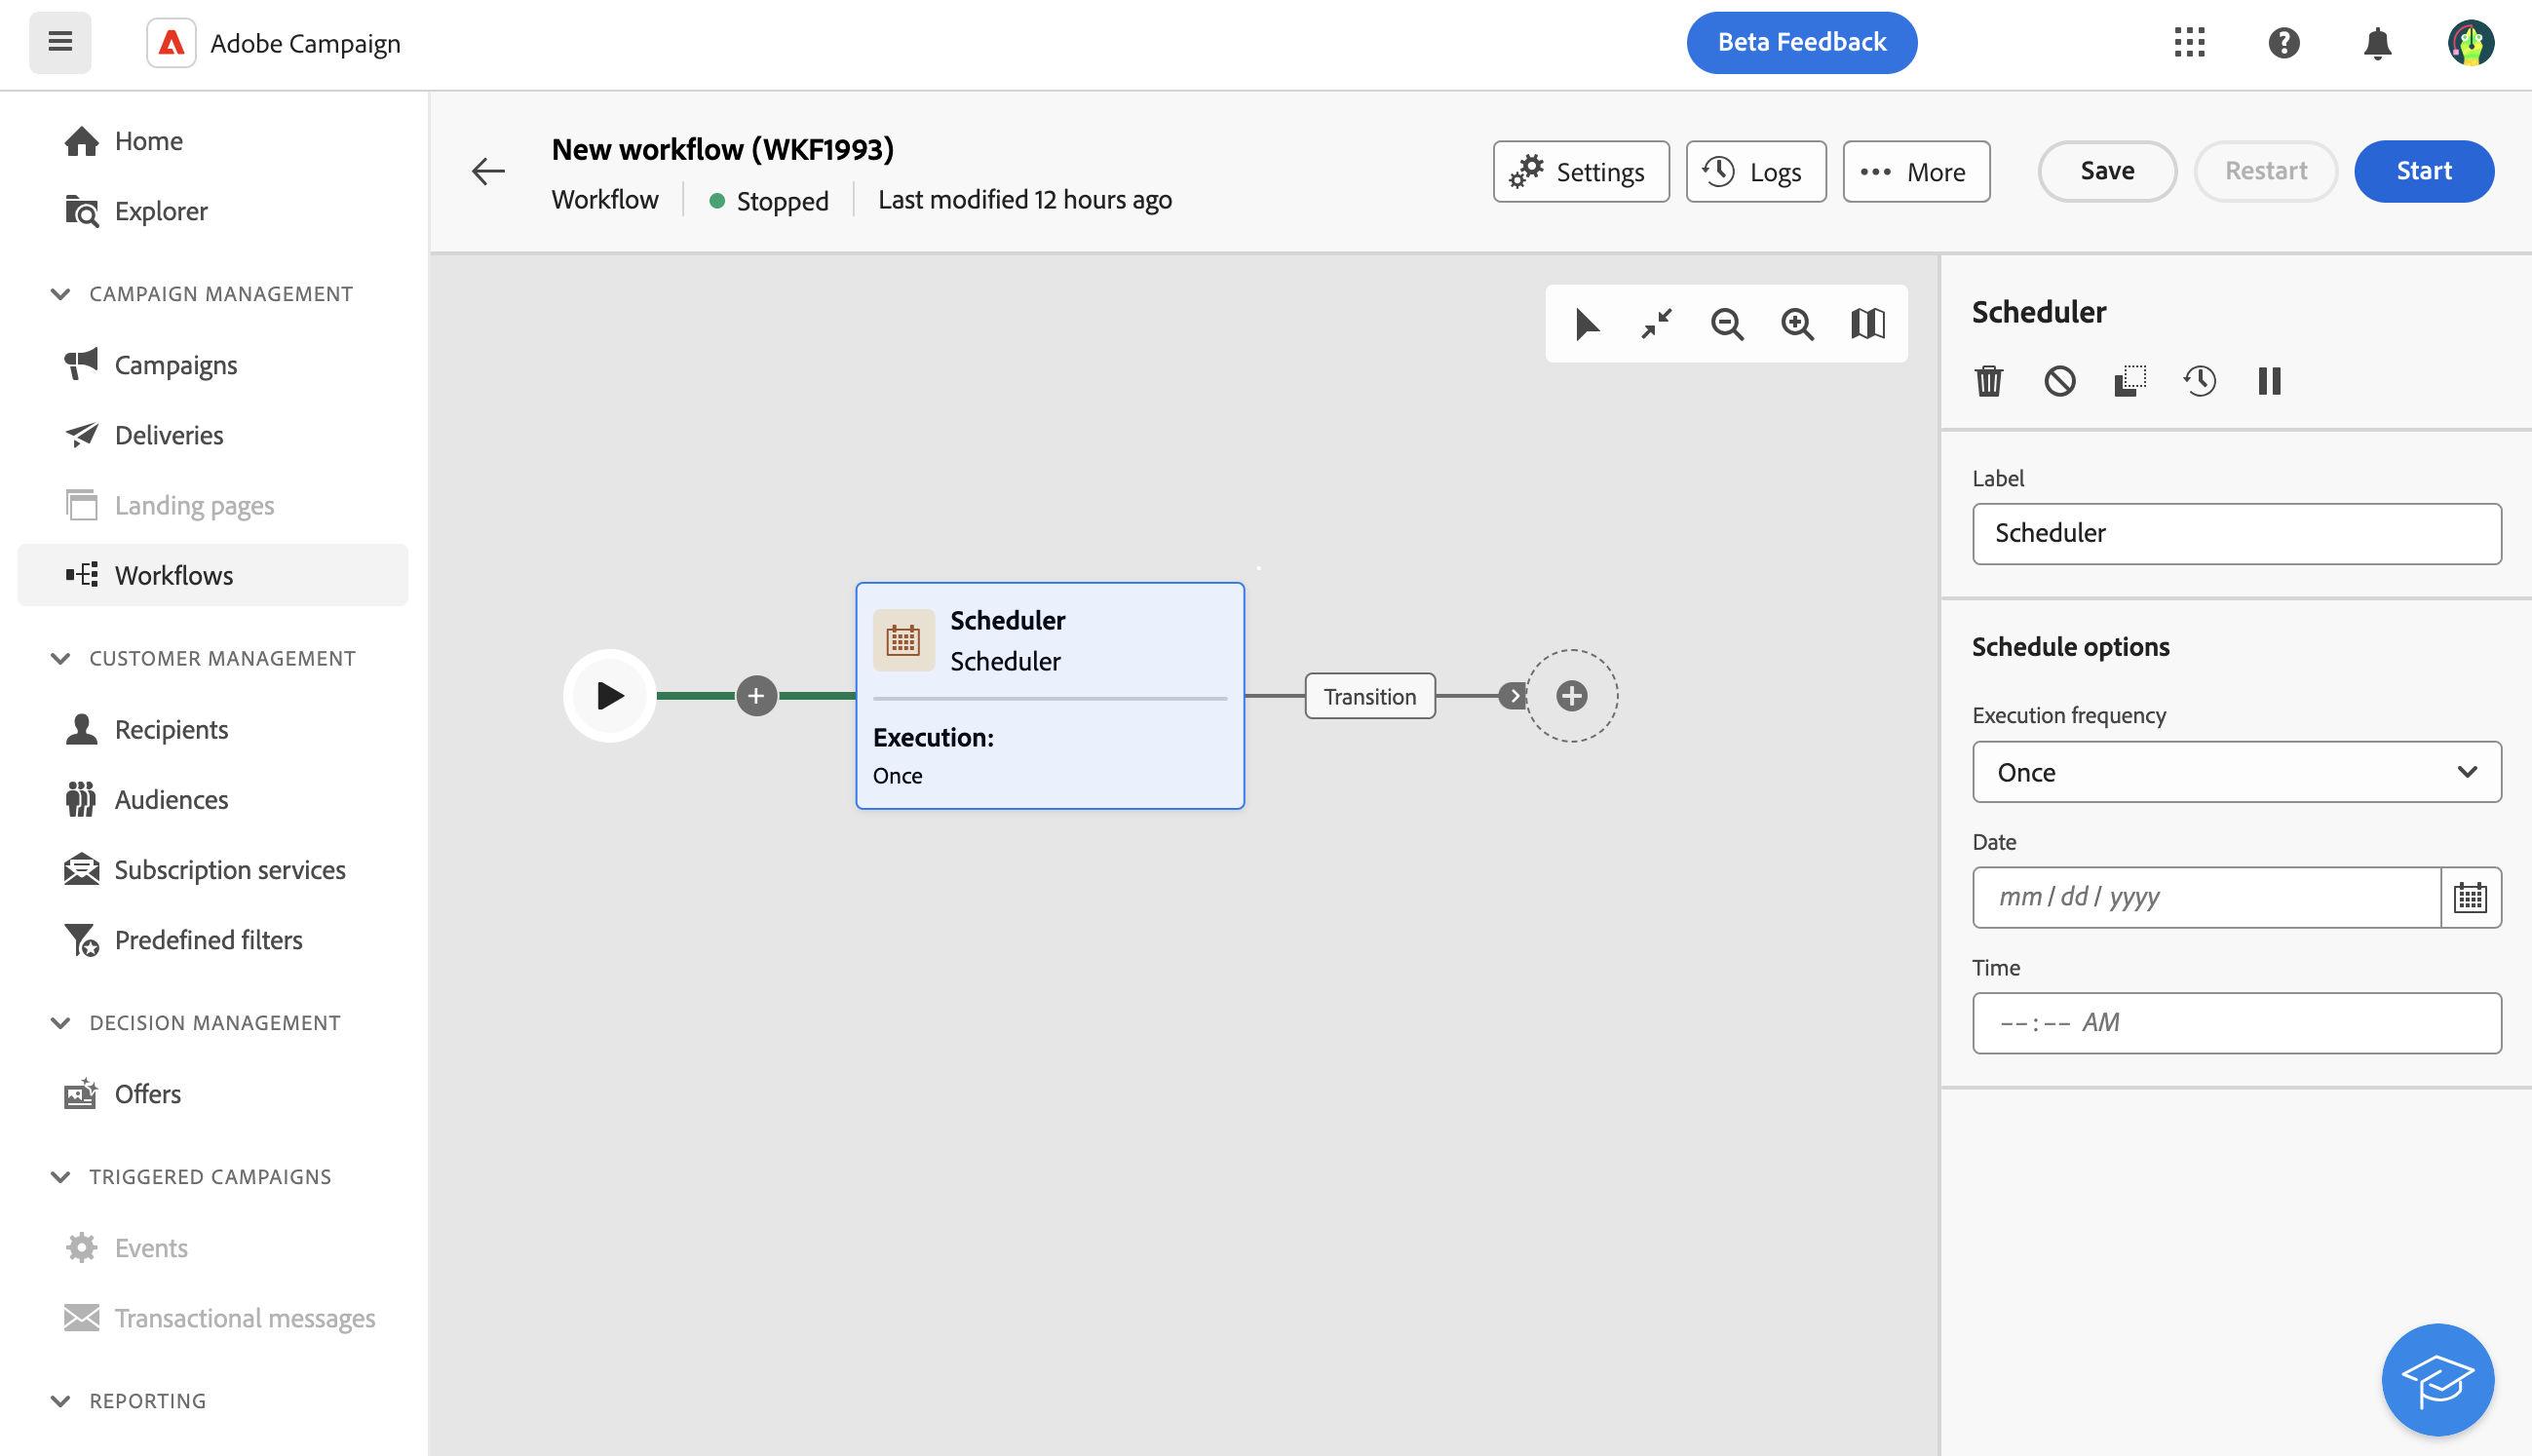 Adobe Campaign
Beta Feedback
Home
Explorer
CAMPAIGN MANAGEMENT
Campaigns
Deliveries
Landing pages
Workflows
CUSTOMER MANAGEMENT
Recipients
Audiences
Subscription services
Predefined filters
DECISION MANAGEMENT
Offers
TRIGGERED CAMPAIGNS
Events
Transactional messages
REPORTING
New workflow (WKF1993)
Workflow
Stopped
Last modified 12 hours ago
Settings
Logs
More
Save
Restart
Start
Scheduler
Scheduler
Execution:
Once
Transition
Scheduler
Label
Scheduler
Schedule options
Execution frequency
Once
Date
mm / dd / yyyy
Time
––:–– AM